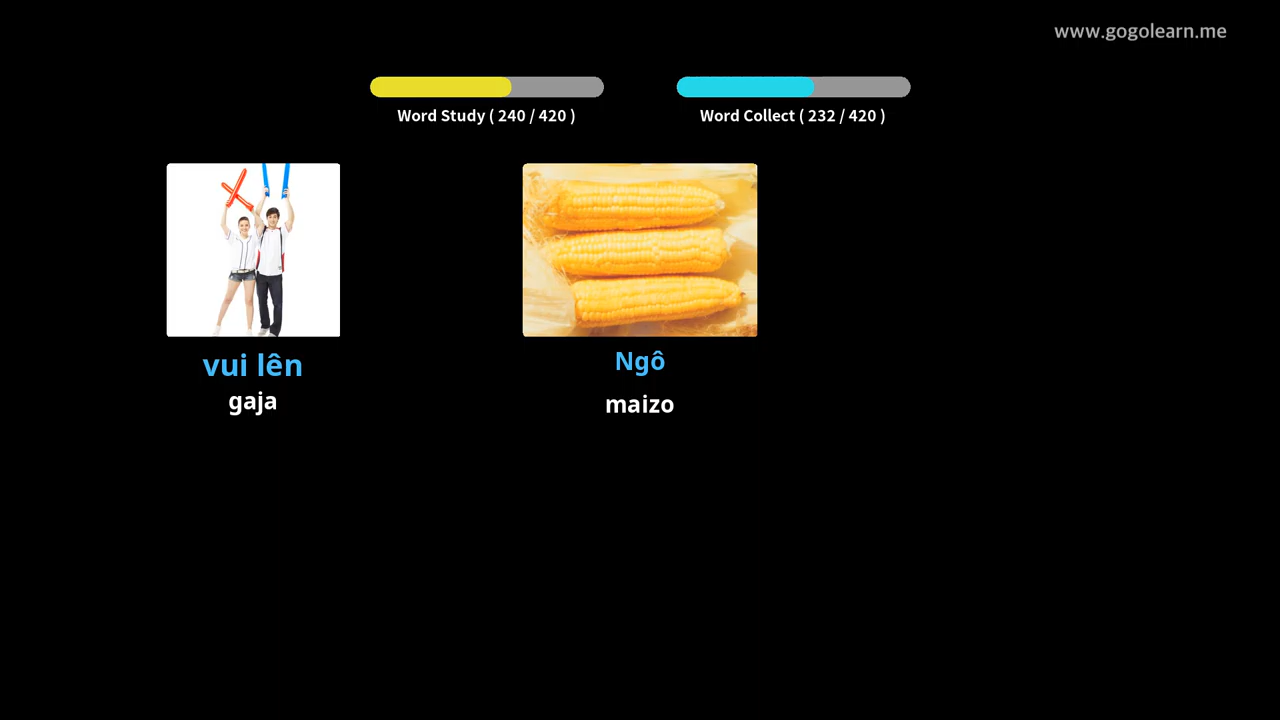 www.gogolearn.me
Word Study ( 240 / 420 )
Word Collect ( 232 / 420 )
vui lên
gaja
Ngô
maizo